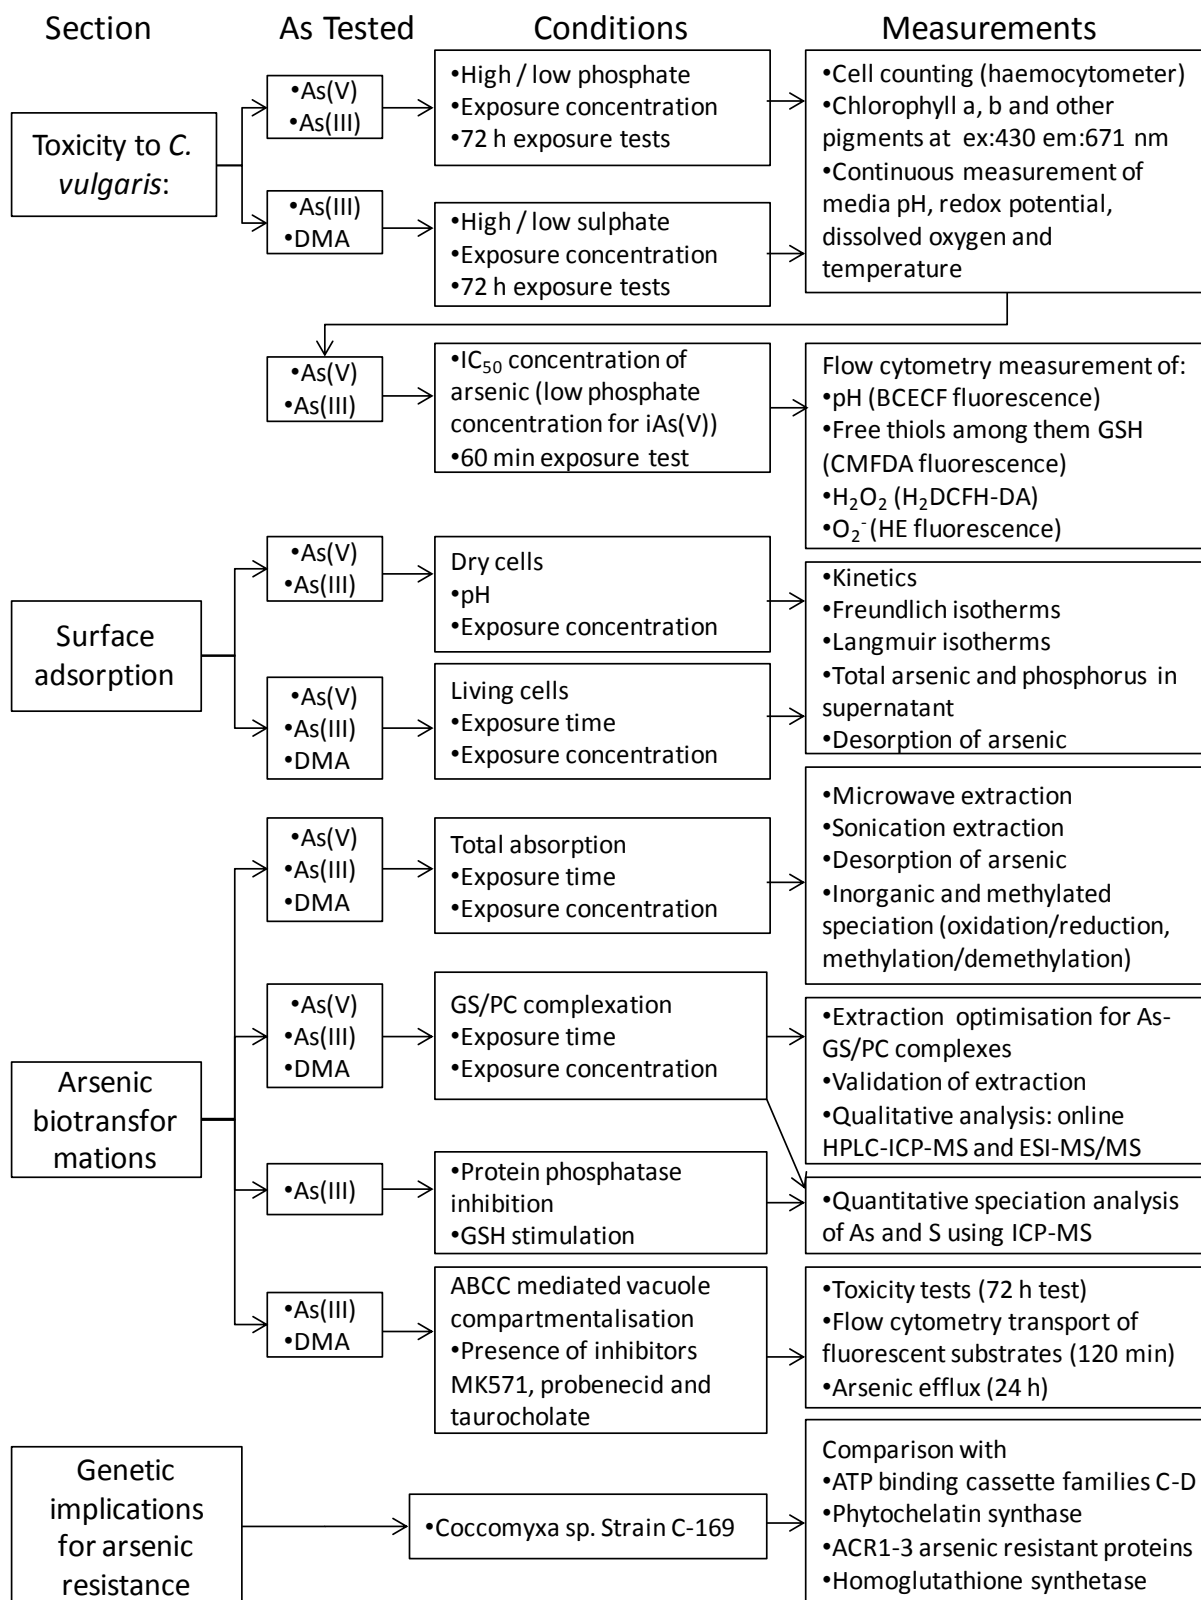 Section
As Tested
Conditions
Measurements
Toxicity to C.
vulgaris:
•As(V)
•As(III)
•High / low phosphate
•Exposure concentration
•72 h exposure tests
•As(III)
•DMA
•High / low sulphate
•Exposure concentration
•72 h exposure tests
•Cell counting (haemocytometer)
•Chlorophyll a, b and other
pigments at ex:430 em:671 nm
•Continuous measurement of
media pH, redox potential,
dissolved oxygen and
temperature
•As(V)
•As(III)
•IC50 concentration of
arsenic (low phosphate
concentration for iAs(V))
•60 min exposure test
Flow cytometry measurement of:
•pH (BCECF fluorescence)
•Free thiols among them GSH
(CMFDA fluorescence)
•H2O2 (H2DCFH-DA)
•O2- (HE fluorescence)
Surface
adsorption
•As(V)
•As(III)
Dry cells
•pH
•Exposure concentration
•As(V)
•As(III)
•DMA
Living cells
•Exposure time
•Exposure concentration
•Kinetics
•Freundlich isotherms
•Langmuir isotherms
•Total arsenic and phosphorus in
supernatant
•Desorption of arsenic
Arsenic
biotransfor
mations
•As(V)
•As(III)
•DMA
Total absorption
•Exposure time
•Exposure concentration
•Microwave extraction
•Sonication extraction
•Desorption of arsenic
•Inorganic and methylated
speciation (oxidation/reduction,
methylation/demethylation)
•As(V)
•As(III)
•DMA
GS/PC complexation
•Exposure time
•Exposure concentration
•Extraction optimisation for As-
GS/PC complexes
•Validation of extraction
•Qualitative analysis: online
HPLC-ICP-MS and ESI-MS/MS
•As(III)
•Protein phosphatase
inhibition
•GSH stimulation
•Quantitative speciation analysis
of As and S using ICP-MS
•As(III)
•DMA
ABCC mediated vacuole
compartmentalisation
•Presence of inhibitors
MK571, probenecid and
taurocholate
•Toxicity tests (72 h test)
•Flow cytometry transport of
fluorescent substrates (120 min)
•Arsenic efflux (24 h)
Genetic
implications
for arsenic
resistance
•Coccomyxa sp. Strain C-169
Comparison with
•ATP binding cassette families C-D
•Phytochelatin synthase
•ACR1-3 arsenic resistant proteins
•Homoglutathione synthetase